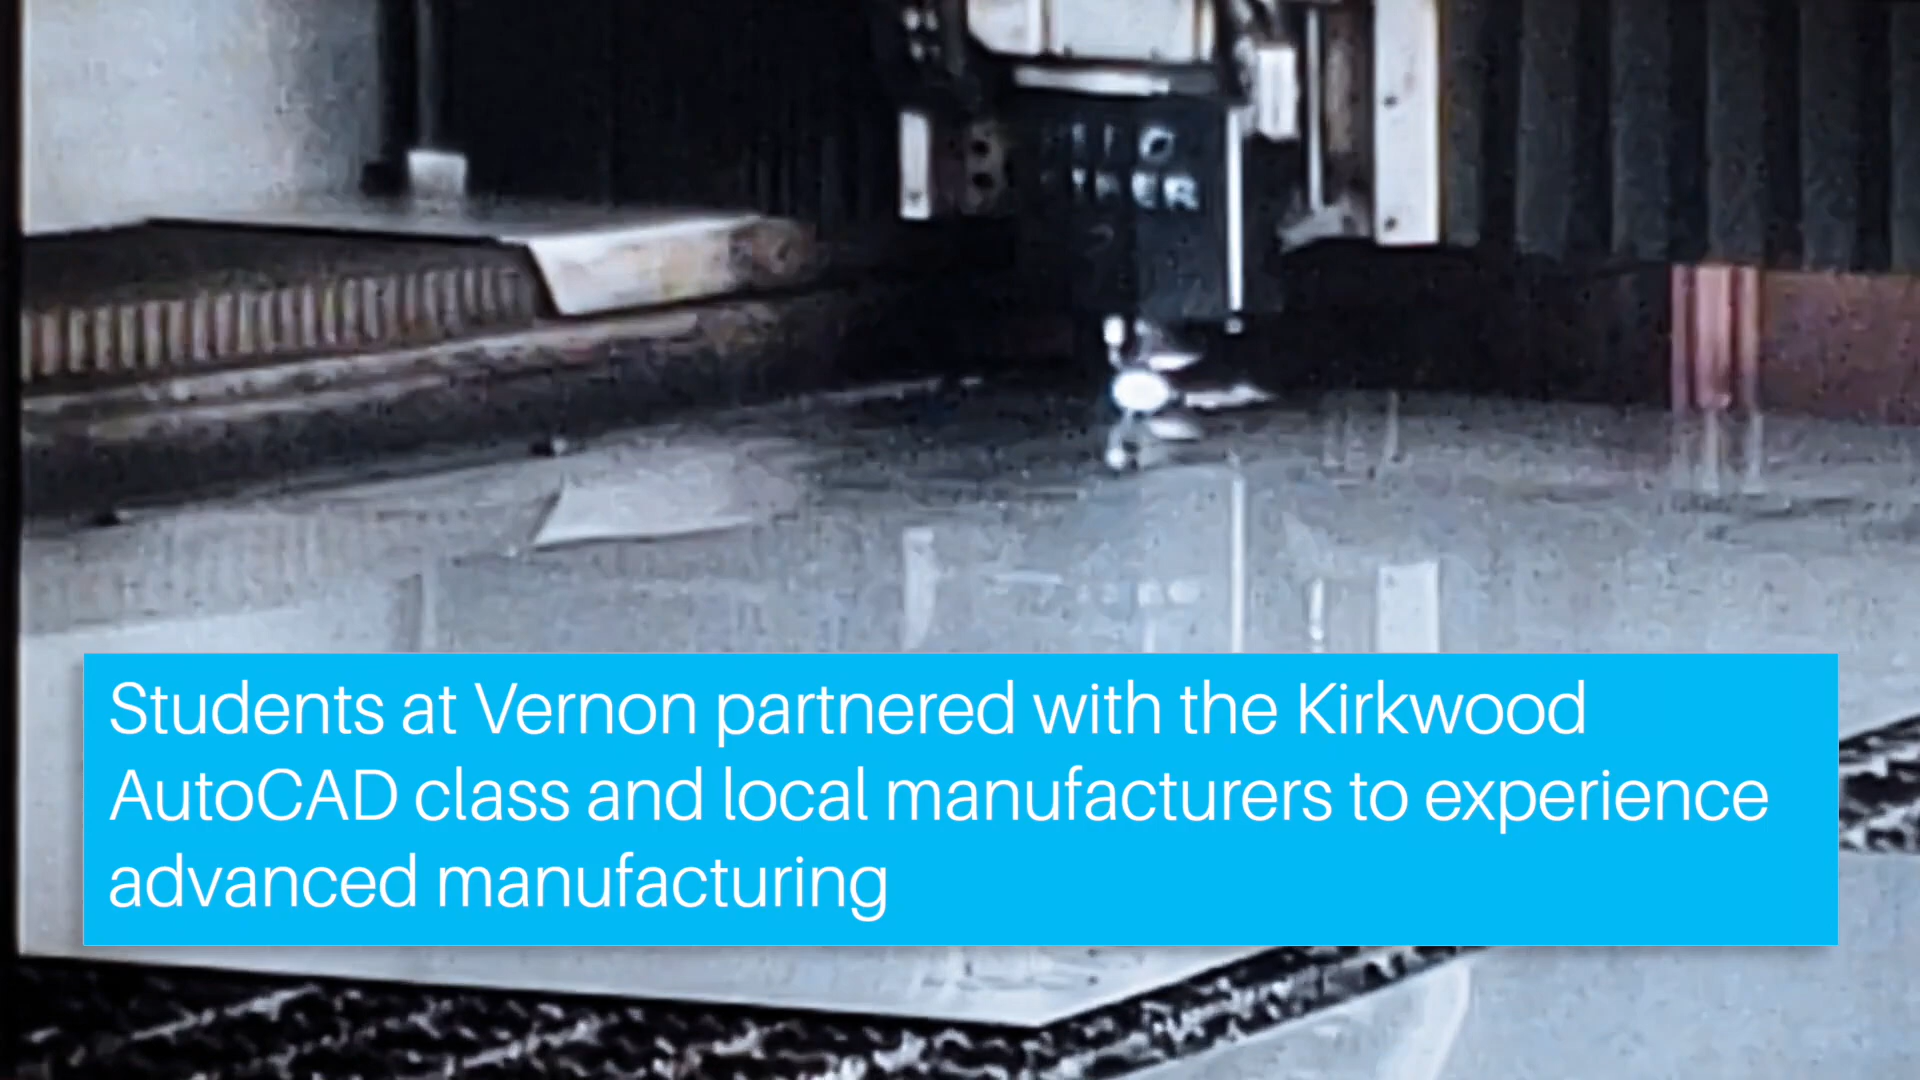 Students at Vernon partnered with the Kirkwood
AutoCAD class and local manufacturers to experience
advanced manufacturing